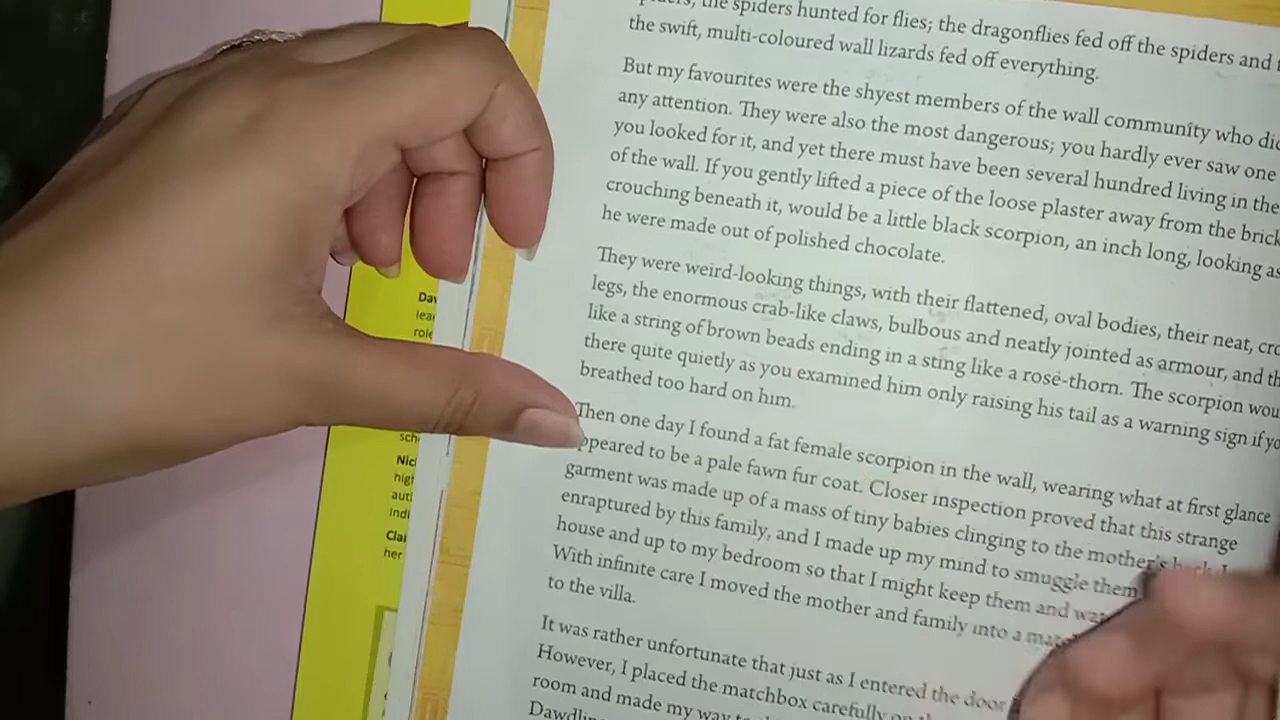 the spiders hunted for flies; the dragonflies fed off the spiders and
the swift, multi-coloured wall lizards fed off everything.
But my favourites were the shyest members of the wall community who
any attention. They were also the most dangerous; you hardly ever saw one
you looked for it, and yet there must have been several hundred living in the
of the wall. If you gently lifted a piece of the loose plaster away from the
crouching beneath it, would be a little black scorpion, an inch long, looking
he were made out of polished chocolate.
They were weird-looking things, with their flattened, oval bodies, their neat,
legs, the enormous crab-like claws, bulbous and neatly jointed as armour, and
like a string of brown beads ending in a sting like a rose-thorn. The scorpion
there quite quietly as you examined him only raising his tail as a warning sign if
breathed too hard on him.
Then one day I found a fat female scorpion in the wall, wearing what at first glance
ppeared to be a pale fawn fur coat. Closer inspection proved that this strange
garment was made up of a mass of tiny babies clinging to the mother's
enraptured by this family, and I made up my mind to smuggle them
house and up to my bedroom so that I might keep them and
With infinite care I moved the mother and family into a
to the villa.
It was rather unfortunate that just as I entered the door
However, I placed the matchbox carefully
room and made my way
Nic
Clai
her